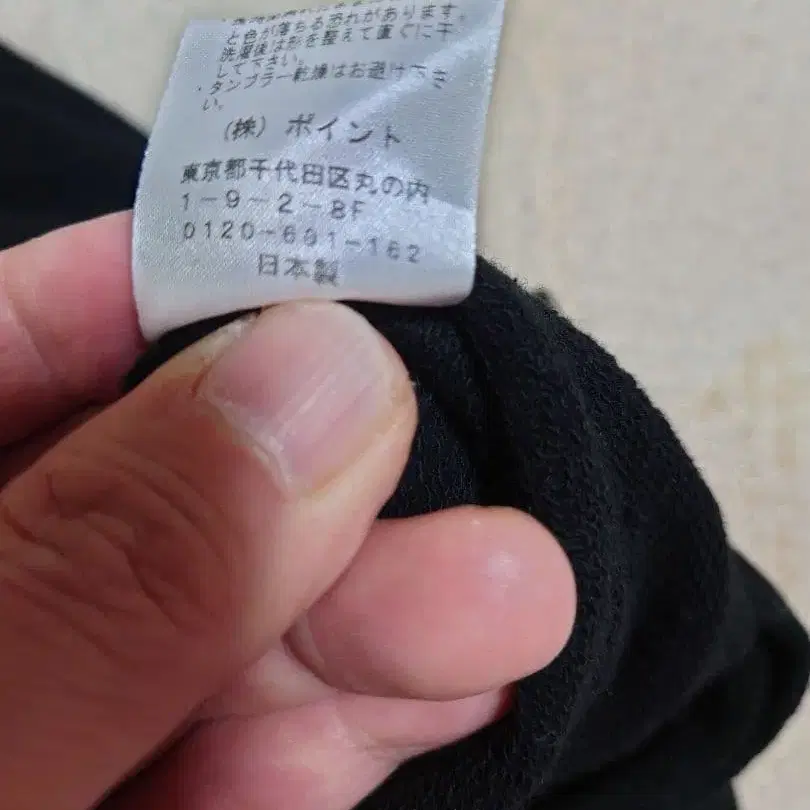 と色が落ちる恐れがあります。
洗濯後は形を整えて直ぐに干
して下さい。
・タンブラー乾燥はお避け下さ
い。
(株) ポイント
東京都千代田区丸の内
1-9-2-8F
0120-601-162
日本製